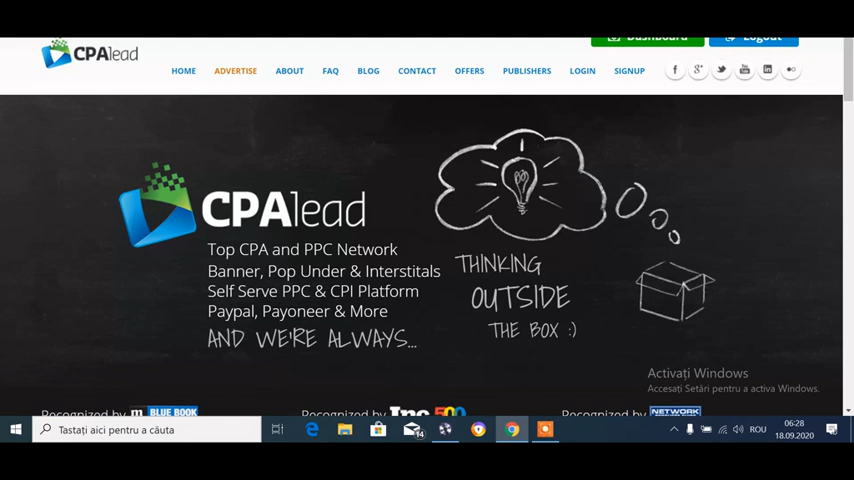 Dashboard
Logout
CPAlead
HOME
ADVERTISE
ABOUT
FAQ
BLOG
CONTACT
OFFERS
PUBLISHERS
LOGIN
SIGNUP
CPAlead
Top CPA and PPC Network
Banner, Pop Under & Interstitals
Self Serve PPC & CPI Platform
Paypal, Payoneer & More
AND WE'RE ALWAYS...
THINKING
OUTSIDE
THE BOX :)
Activați Windows
Accesați Setări pentru a activa Windows.
Recognized by m BLUE BOOK
Recognized by Inc 500
Recognized by NETWORK
Tastați aici pentru a căuta
14
ROU
06:28
18.09.2020